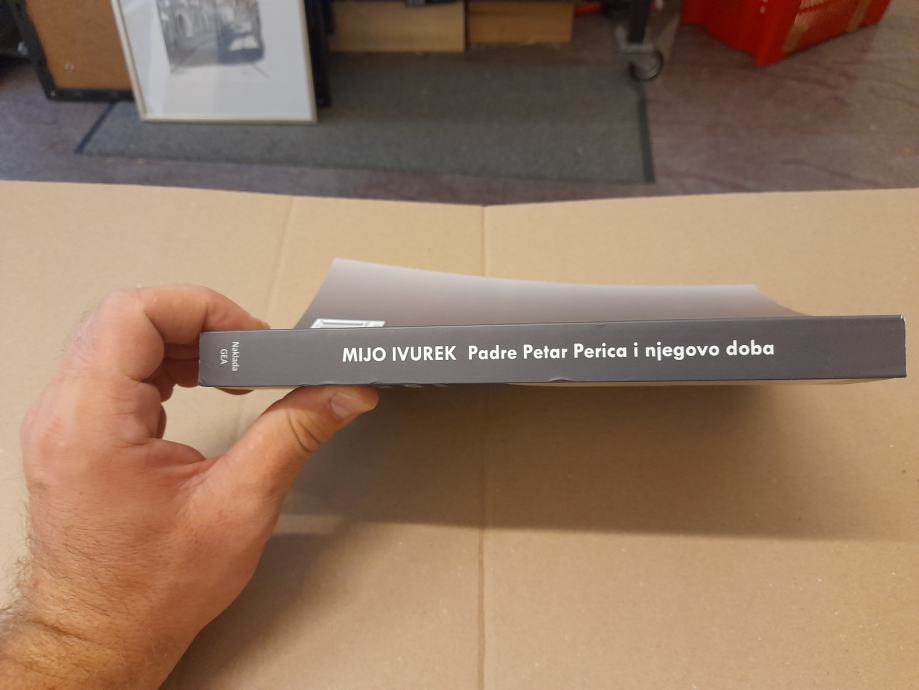 Naklada
GEA
MIJO IVUREK Padre Petar Perica i njegovo doba